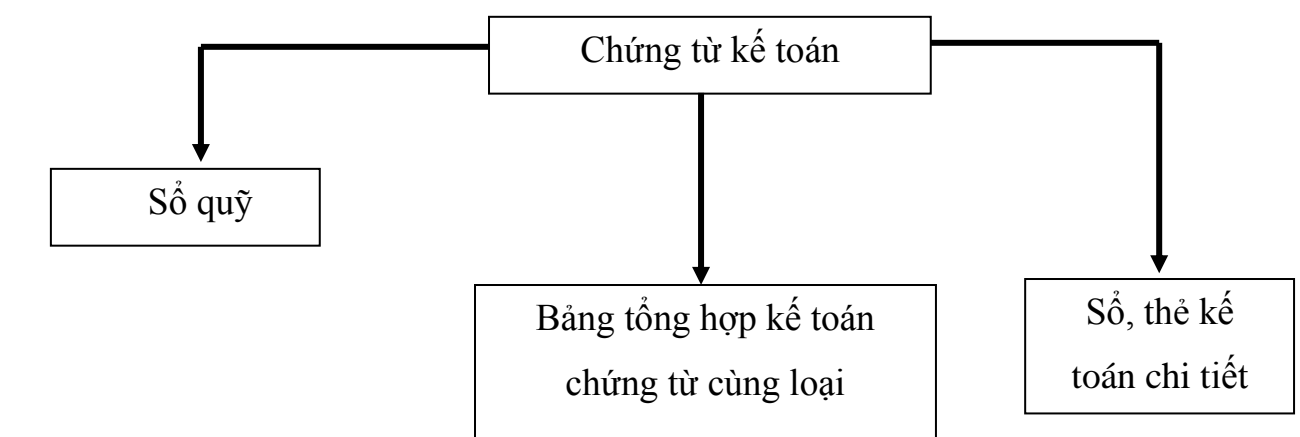 Chứng từ kế toán
Sổ quỹ
Bảng tổng hợp kế toán
chứng từ cùng loại
Sổ, thẻ kế
toán chi tiết